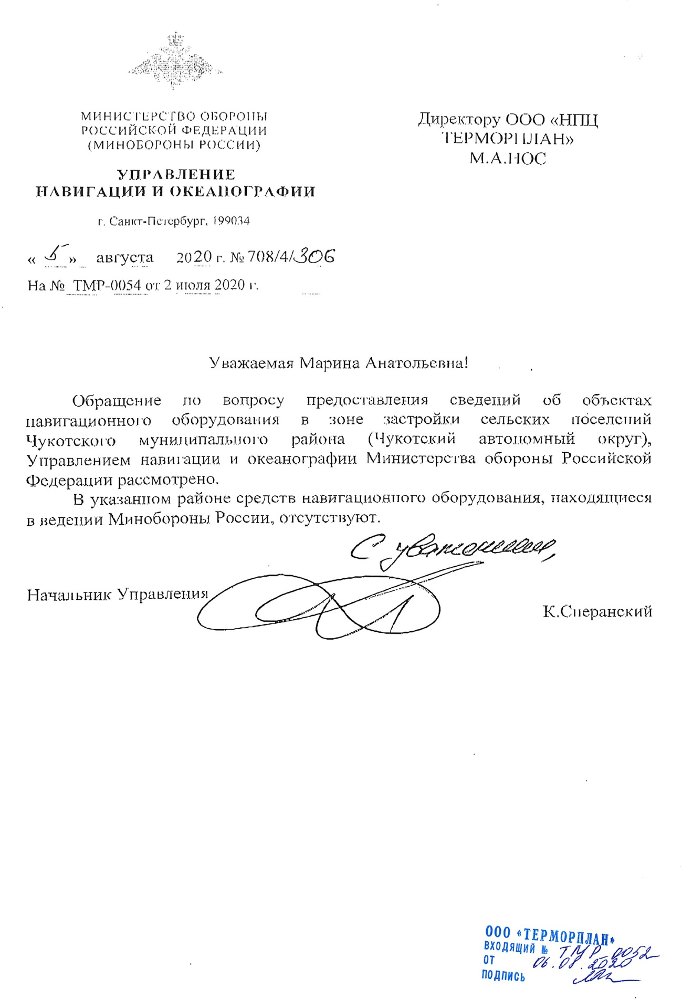 МИНИСТЕРСТВО ОБОРОНЫ
РОССИЙСКОЙ ФЕДЕРАЦИИ
(МИНОБОРОНЫ РОССИИ)
УПРАВЛЕНИЕ
НАВИГАЦИИ И ОКЕАНОГРАФИИ
г. Санкт-Петербург, 199034
« 5 » августа 2020 г. № 708/4/306
На № ТМР-0054 от 2 июля 2020 г.
Директору ООО «НПЦ
ТЕРМОРПЛАН»
М.А.НОС
Уважаемая Марина Анатольевна!
Обращение по вопросу предоставления сведений об объектах
навигационного оборудования в зоне застройки сельских поселений
Чукотского муниципального района (Чукотский автономный округ),
Управлением навигации и океанографии Министерства обороны Российской
Федерации рассмотрено.
В указанном районе средств навигационного оборудования, находящиеся
в ведении Минобороны России, отсутствуют.
С уважением,
Начальник Управления
К.Сперанский
ООО «ТЕРМОРПЛАН»
ВХОДЯЩИЙ № ТМР-0052
ОТ 06.08.2020
ПОДПИСЬ